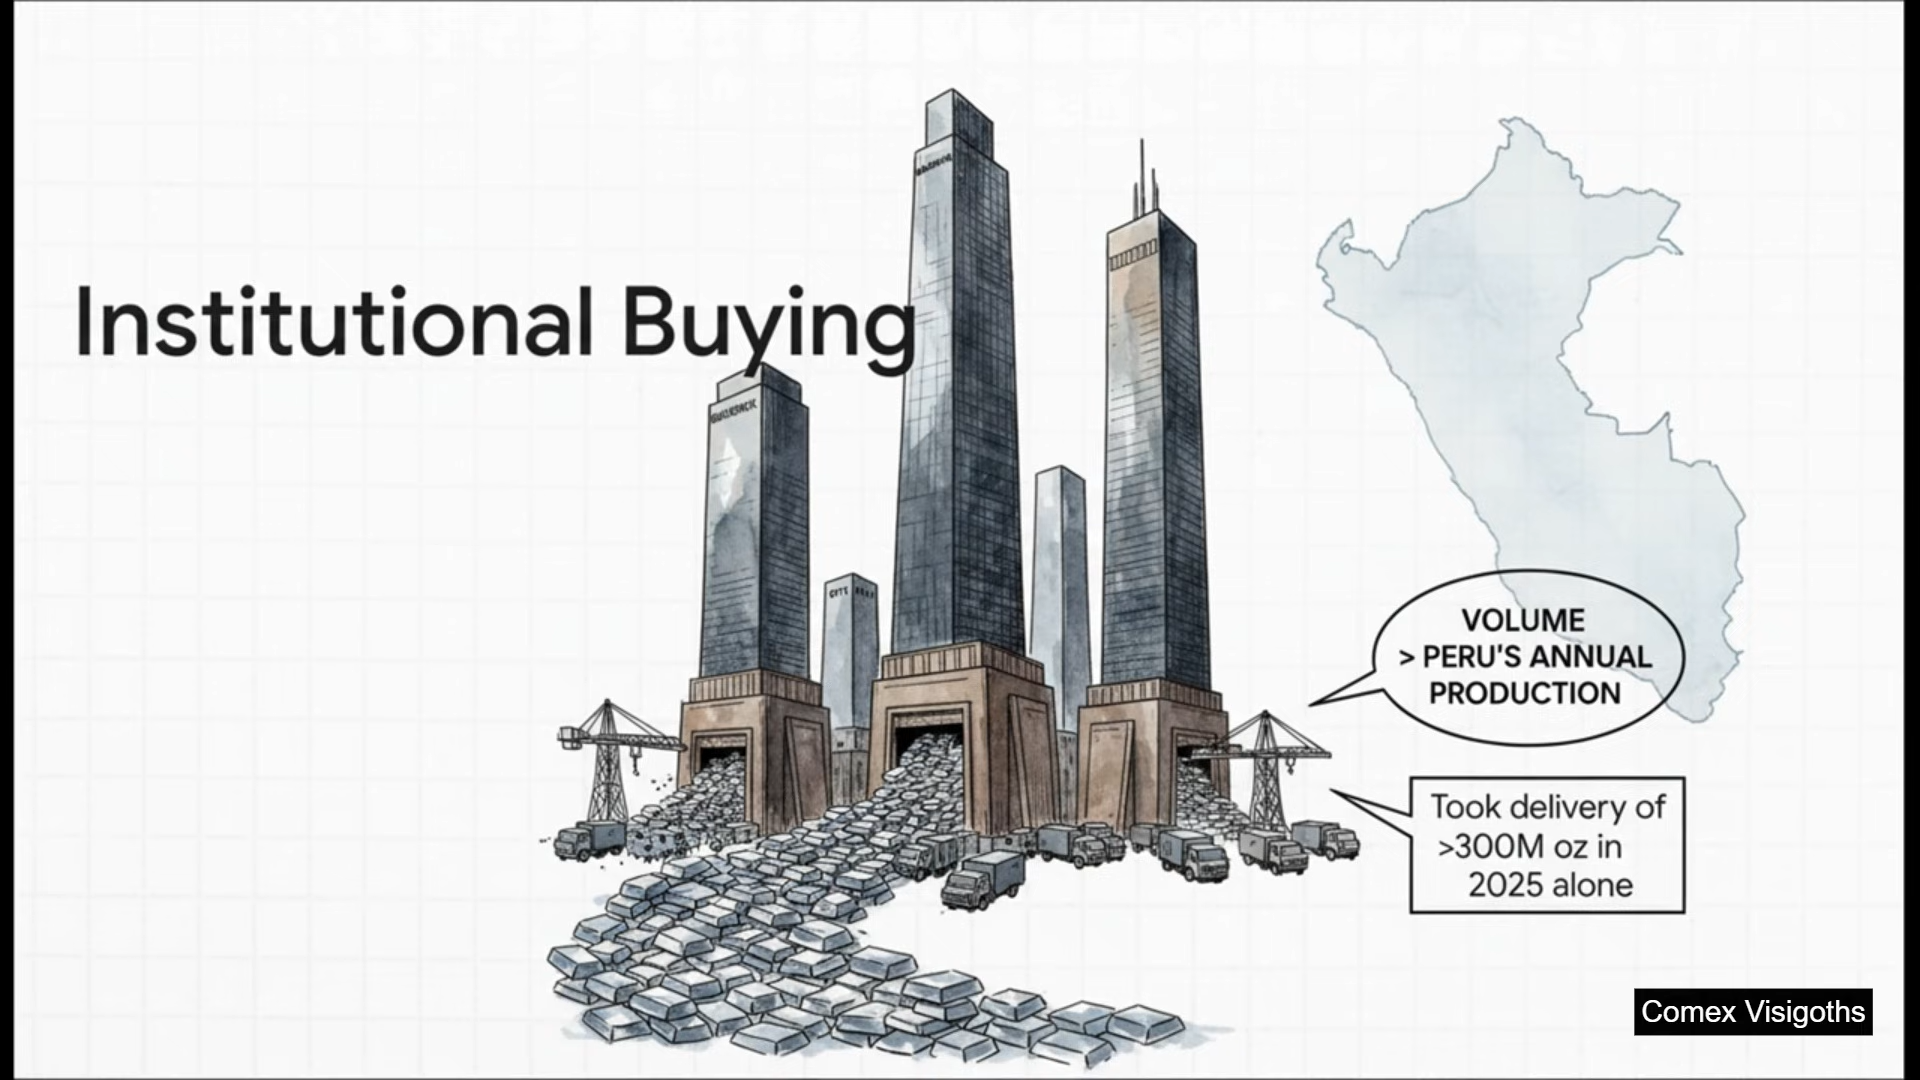 Institutional Buying
VOLUME
> PERU'S ANNUAL
PRODUCTION
Took delivery of
>300M oz in
2025 alone
Comex Visigoths